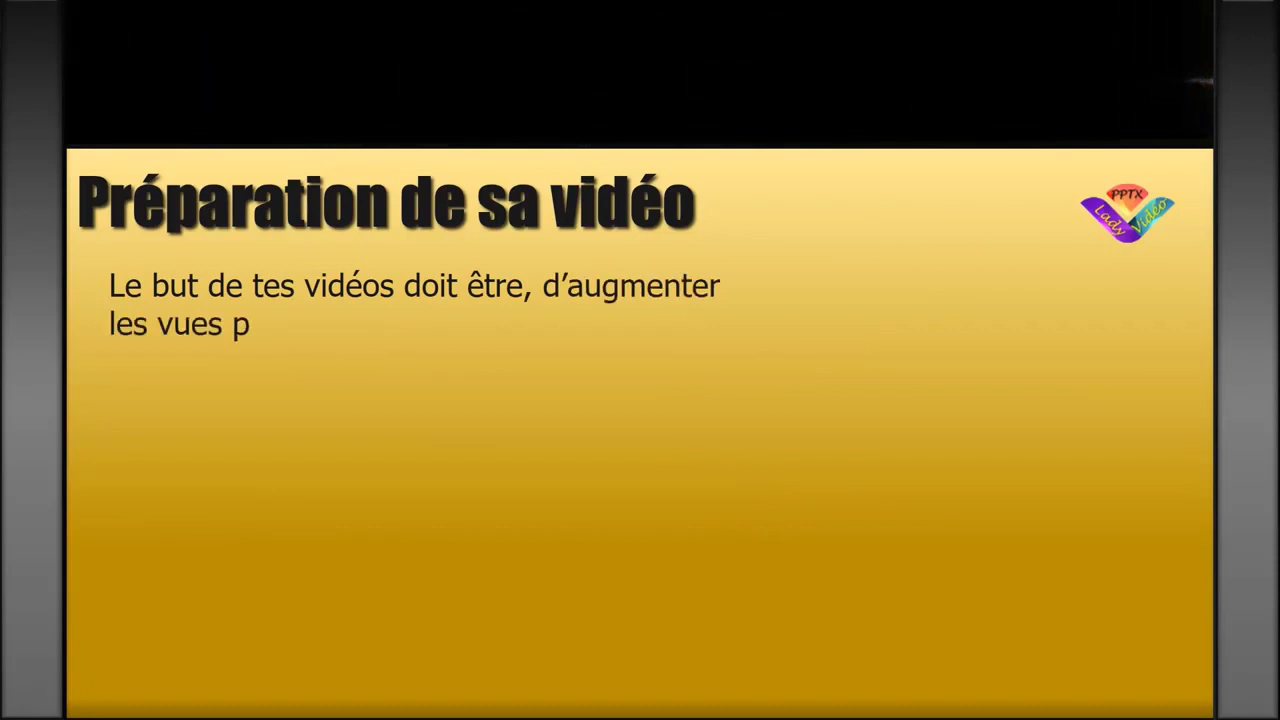 Préparation de sa vidéo
PPTX
Lady Vidéo
Le but de tes vidéos doit être, d’augmenter
les vues p